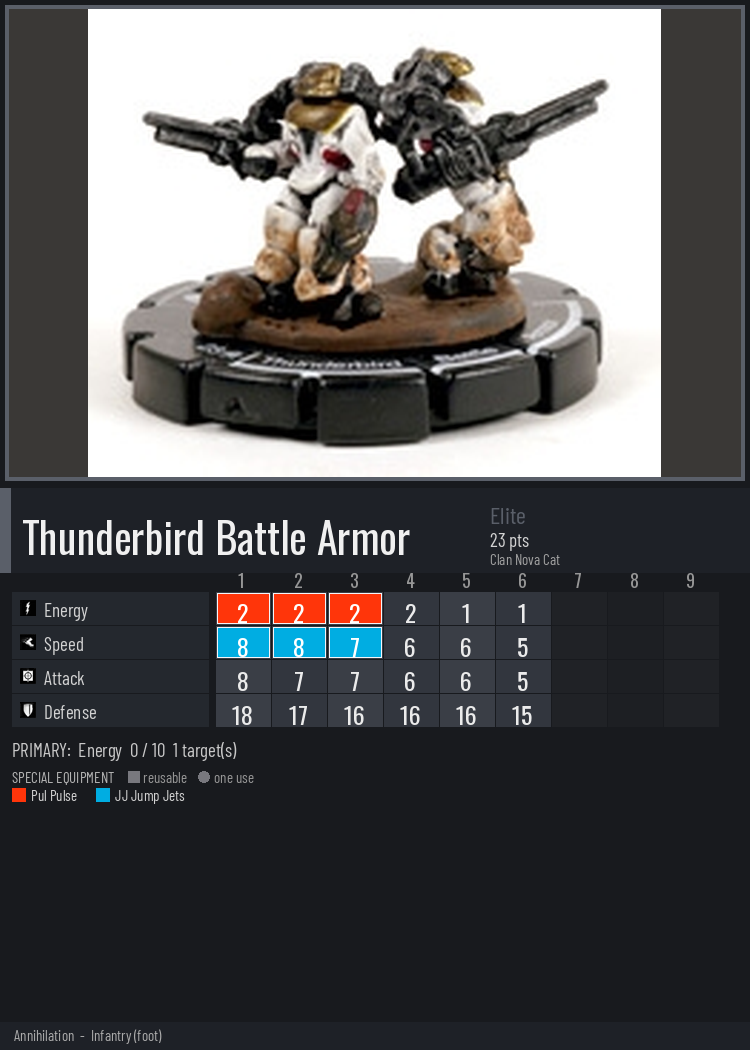 Thunderbird
Thunderbird Battle Armor
Elite
23 pts
Clan Nova Cat
1 2 3 4 5 6 7 8 9
Energy 2 2 2 2 1 1
Speed 8 8 7 6 6 5
Attack 8 7 7 6 6 5
Defense 18 17 16 16 16 15
PRIMARY: Energy 0 / 10 1 target(s)
SPECIAL EQUIPMENT reusable one use
Pul Pulse JJ Jump Jets
Annihilation - Infantry (foot)